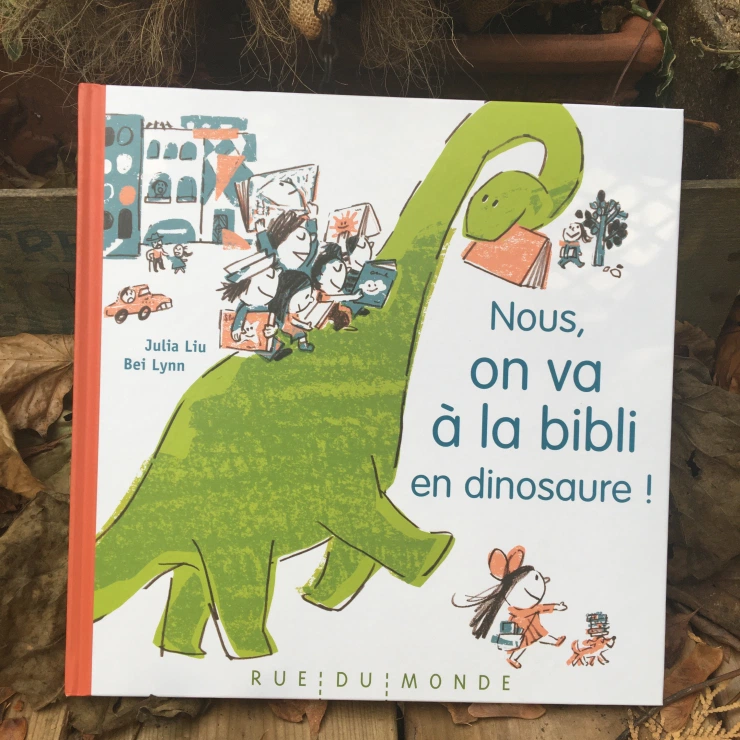 Julia Liu
Bei Lynn
Nous,
on va
à la bibli
en dinosaure !
RUE DU MONDE